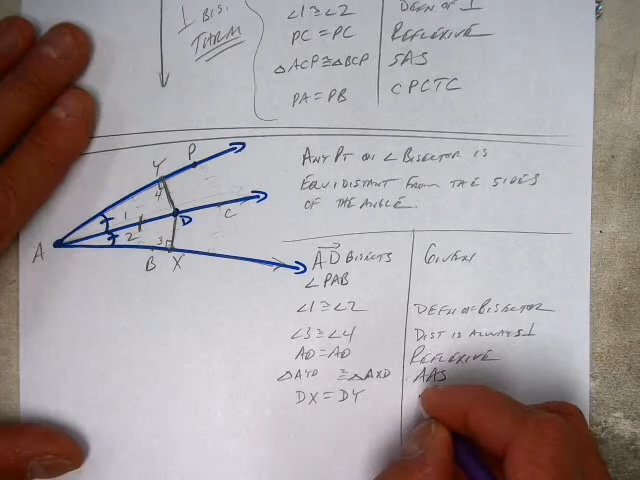 ⊥ BIS.
THRM
∠1≅∠2 DEFN OF ⊥
PC = PC REFLEXIVE
△ACP≅△BCP SAS
PA = PB CPCTC
ANY PT ON ∠ BISECTOR IS
EQUIDISTANT FROM THE SIDES
OF THE ANGLE.
P
Y
4
1
D
C
2
3
A
B X
AD BISECTS GIVEN
∠PAB
∠1≅∠2 DEFN OF BISECTOR
∠3≅∠4 DIST IS ALWAYS ⊥
AD=AD REFLEXIVE
△AYD ≅△AXD AAS
DX = DY